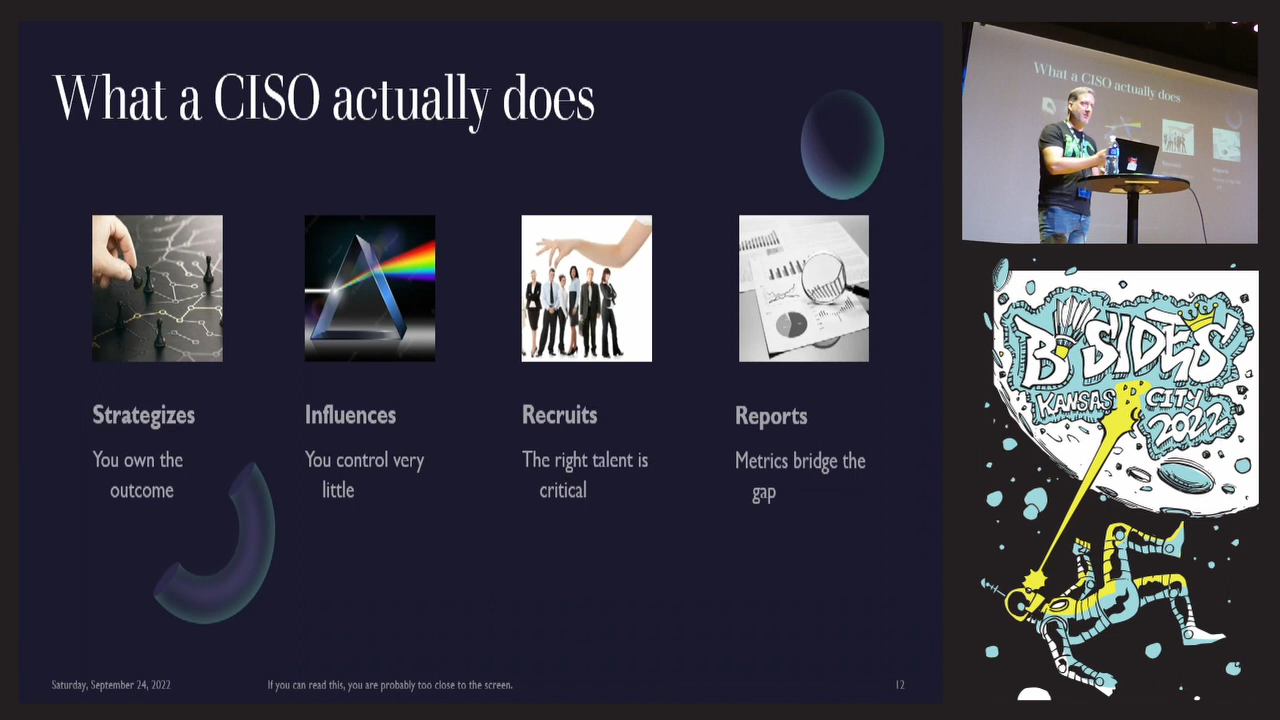 What a CISO actually does
Strategizes
You own the
outcome
Influences
You control very
little
Recruits
The right talent is
critical
Reports
Metrics bridge the
gap
Saturday, September 24, 2022
If you can read this, you are probably too close to the screen.
12
What a CISO actually does
B SIDES
KANSAS CITY
2022